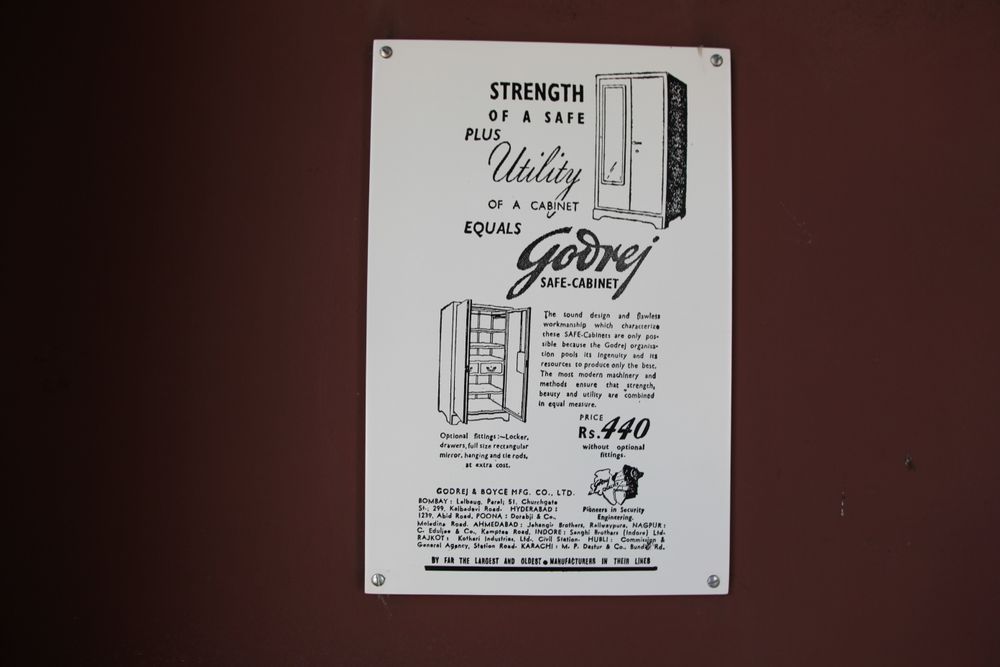 STRENGTH
OF A SAFE
PLUS
Utility
OF A CABINET
EQUALS
Godrej
SAFE-CABINET
The sound design and flawless
workmanship which characterize
these SAFE-Cabinets are only pos-
sible because the Godrej organisa-
tion pools its ingenuity and its
resources to produce only the best.
The most modern machinery and
methods ensure that strength,
beauty and utility are combined
in equal measure.
PRICE
Rs. 440
without optional
fittings.
Optional fittings:—Locker,
drawers, full size rectangular
mirror, hanging and tie rods,
at extra cost.
Pioneers in Security
Engineering.
GODREJ & BOYCE MFG. CO., LTD.
BOMBAY: Lalbaug, Parel; 51, Churchgate
St.; 299, Kalbadevi Road. HYDERABAD:
1239, Abid Road. POONA: Dorabji & Co.,
Moledina Road. AHMEDABAD: Jehangir Brothers, Railwaypura. NAGPUR:
C. Eduljee & Co., Kamptee Road. INDORE: Sanghi Brothers (Indore) Ltd.
RAJKOT: Kothari Industries, Ltd., Civil Station. HUBLI: Commission &
General Agency, Station Road. KARACHI: M. P. Dastur & Co., Rd.
BY FAR THE LARGEST AND OLDEST MANUFACTURERS IN THEIR LINES